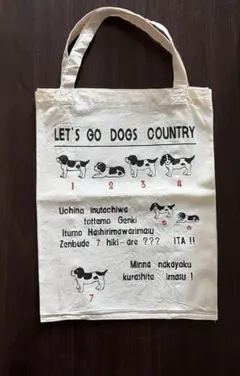 LET'S GO DOGS COUNTRY
1 2 3 4
Uchino inutachiwa
tottemo Genki
5 6
Itumo Hashirimawarimasu
Zenbude 7 hiki-are ??? ITA !!
Minna nakayoku
kurashite imasu !
7